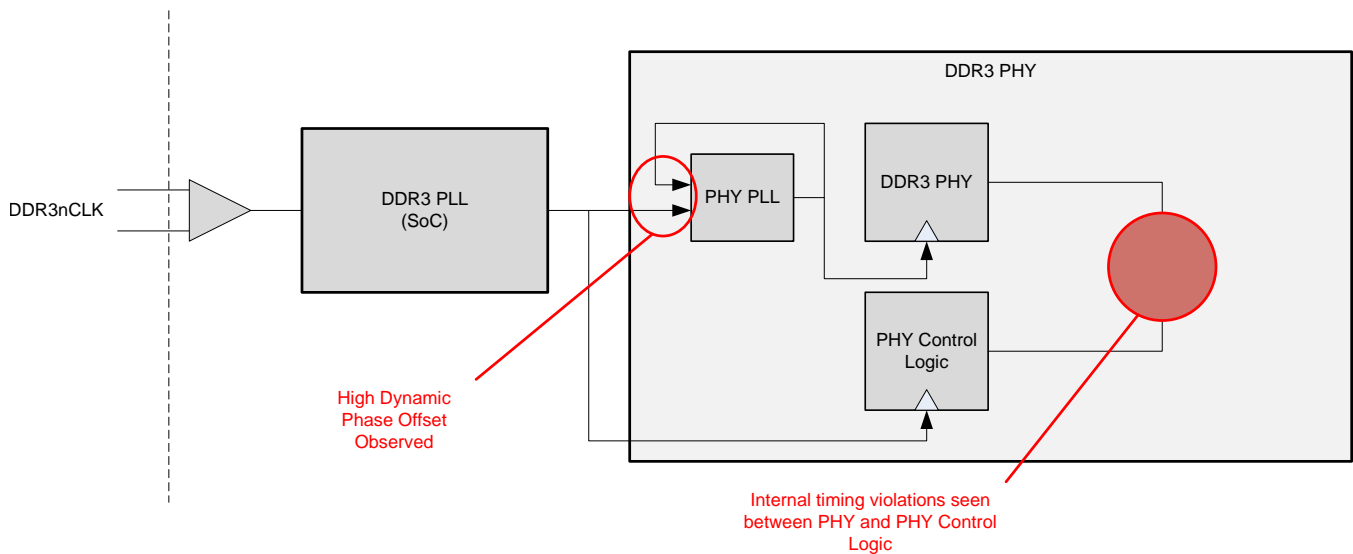 DDR3 PHY
DDR3nCLK
DDR3 PLL
(SoC)
PHY PLL
DDR3 PHY
PHY Control
Logic
High Dynamic
Phase Offset
Observed
Internal timing violations seen
between PHY and PHY Control
Logic